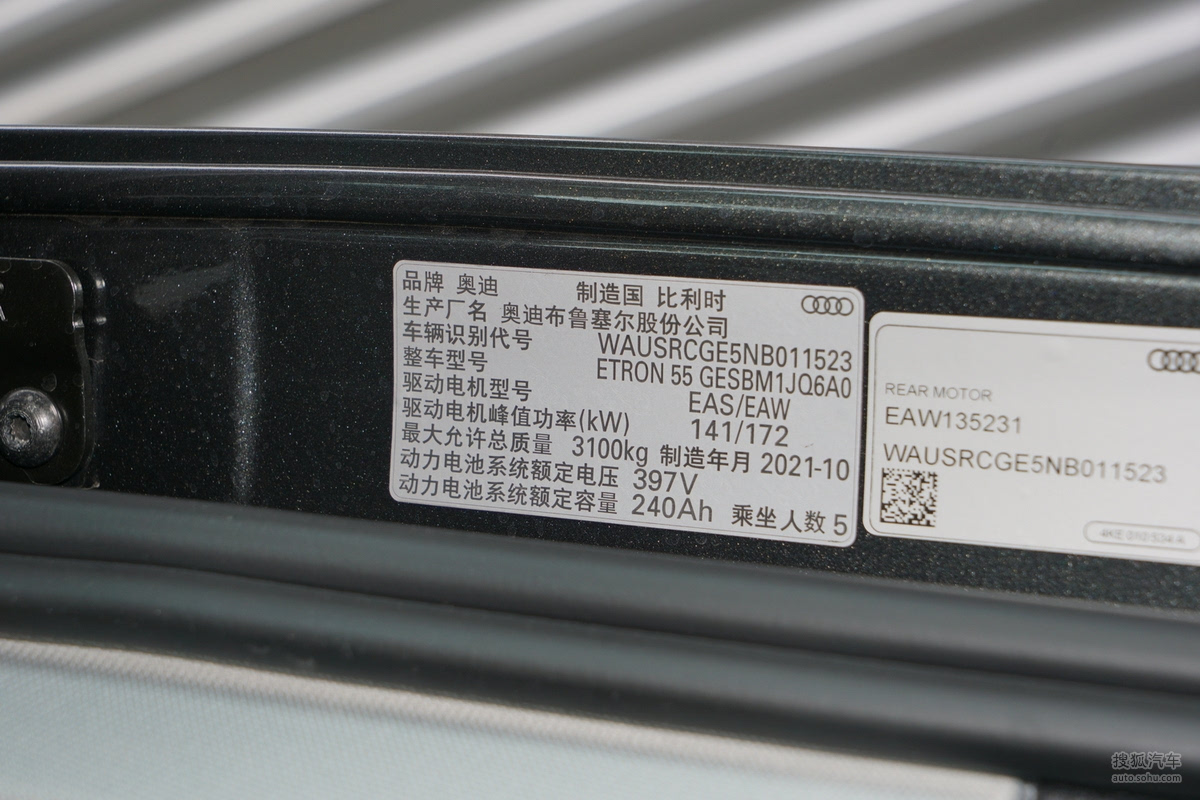 品牌 奥迪 制造国 比利时
生产厂名 奥迪布鲁塞尔股份公司
车辆识别代号 WAUSRCGE5NB011523
整车型号 ETRON 55 GESBM1JQ6A0
驱动电机型号 EAS/EAW
驱动电机峰值功率(kW) 141/172
最大允许总质量 3100kg 制造年月 2021-10
动力电池系统额定电压 397V
动力电池系统额定容量 240Ah 乘坐人数 5
REAR MOTOR
EAW135231
WAUSRCGE5NB011523
4KE 010 534 A
搜狐汽车
auto.sohu.com